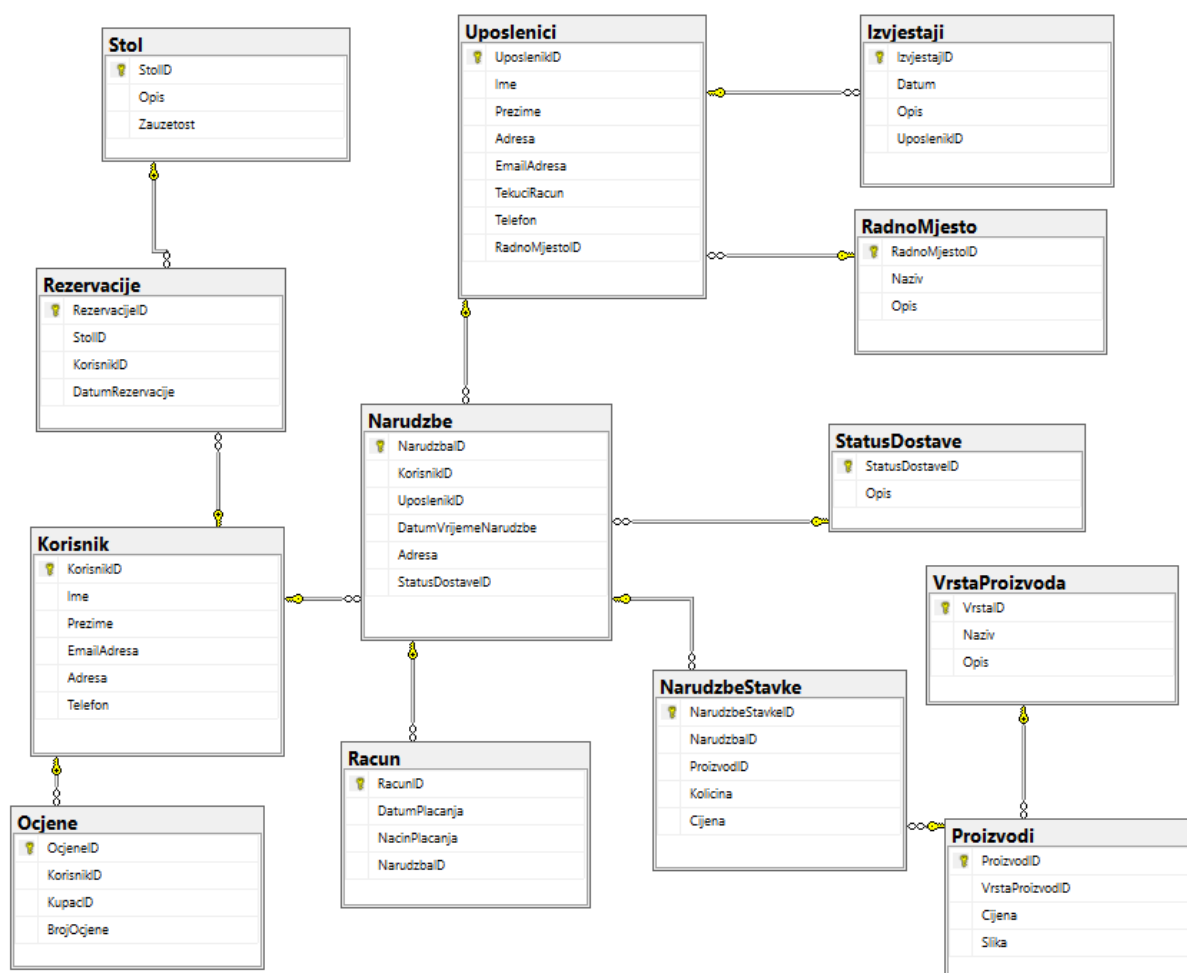 Stol
StolID
Opis
Zauzetost
Uposlenici
UposlenikID
Ime
Prezime
Adresa
EmailAdresa
TekuciRacun
Telefon
RadnoMjestoID
Izvjestaji
IzvjestajID
Datum
Opis
UposlenikID
RadnoMjesto
RadnoMjestoID
Naziv
Opis
Rezervacije
RezervacijeID
StolID
KorisnikID
DatumRezervacije
Narudzbe
NarudzbaID
KorisnikID
UposlenikID
DatumVrijemeNarudzbe
Adresa
StatusDostaveID
StatusDostave
StatusDostaveID
Opis
Korisnik
KorisnikID
Ime
Prezime
EmailAdresa
Adresa
Telefon
VrstaProizvoda
VrstaID
Naziv
Opis
NarudzbeStavke
NarudzbeStavkeID
NarudzbaID
ProizvodID
Kolicina
Cijena
Racun
RacunID
DatumPlacanja
NacinPlacanja
NarudzbaID
Ocjene
OcjeneID
KorisnikID
KupacID
BrojOcjene
Proizvodi
ProizvodID
VrstaProizvodID
Cijena
Slika